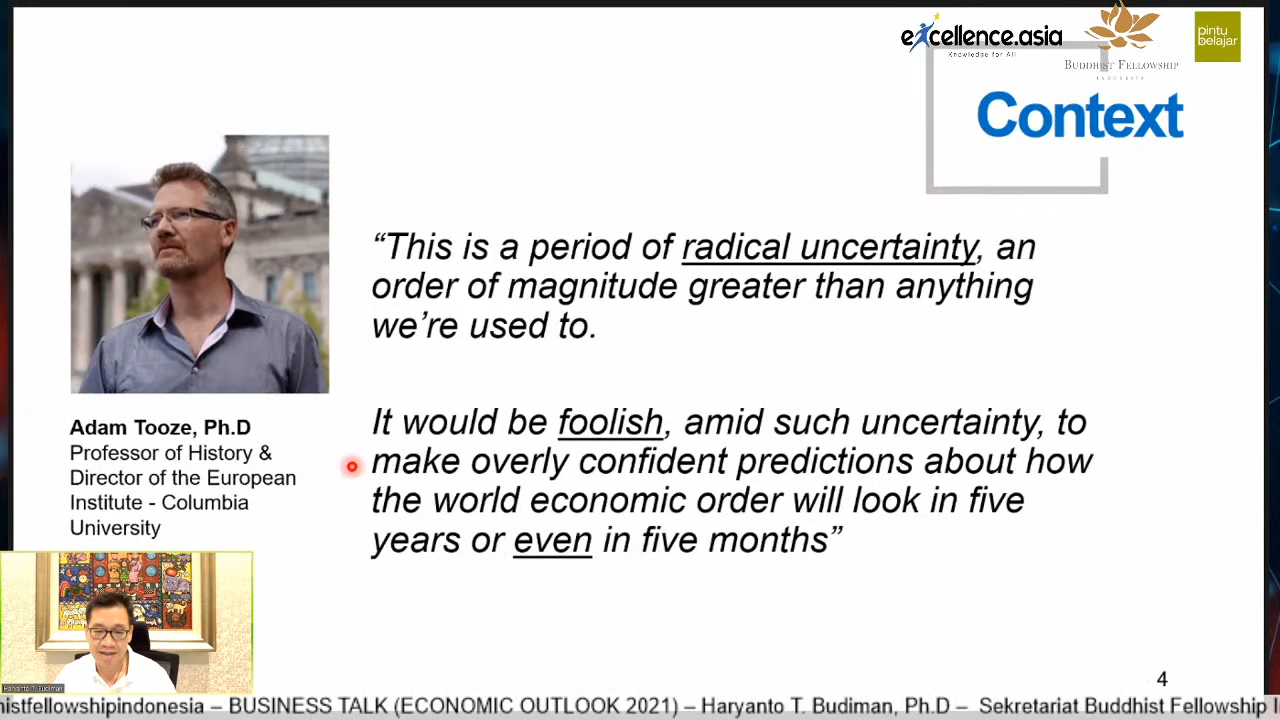 excellence.asia
Knowledge for All
BUDDHIST FELLOWSHIP
INDONESIA
pintu
belajar
Context
“This is a period of radical uncertainty, an
order of magnitude greater than anything
we’re used to.
It would be foolish, amid such uncertainty, to
make overly confident predictions about how
the world economic order will look in five
years or even in five months”
Adam Tooze, Ph.D
Professor of History &
Director of the European
Institute - Columbia
University
Haryanto T. Budiman
4
histfellowshipindonesia – BUSINESS TALK (ECONOMIC OUTLOOK 2021) – Haryanto T. Budiman, Ph.D – Sekretariat Buddhist Fellowship I